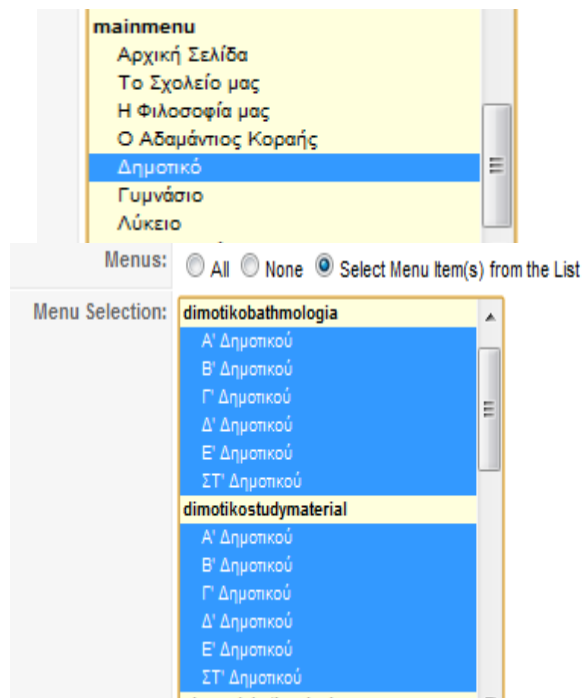 mainmenu
Αρχική Σελίδα
Το Σχολείο μας
Η Φιλοσοφία μας
Ο Αδαμάντιος Κοραής
Δημοτικό
Γυμνάσιο
Λύκειο
Menus: All None Select Menu Item(s) from the List
Menu Selection: dimotikobathmologia
Α' Δημοτικού
Β' Δημοτικού
Γ' Δημοτικού
Δ' Δημοτικού
Ε' Δημοτικού
ΣΤ' Δημοτικού
dimotikostudymaterial
Α' Δημοτικού
Β' Δημοτικού
Γ' Δημοτικού
Δ' Δημοτικού
Ε' Δημοτικού
ΣΤ' Δημοτικού